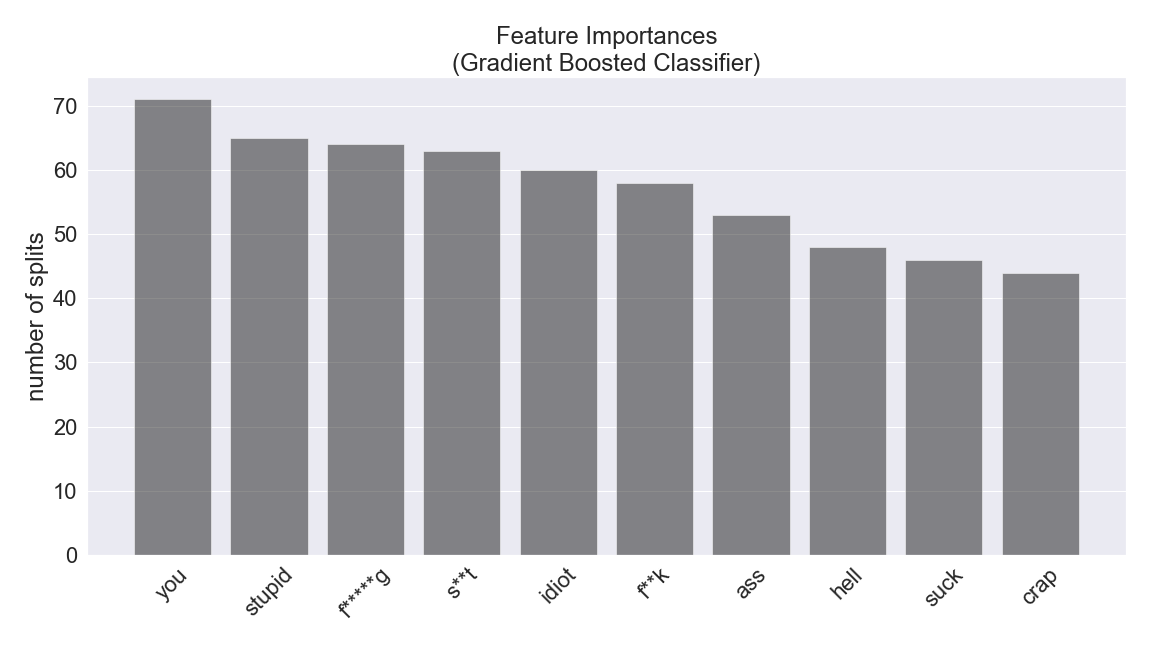 Feature Importances
(Gradient Boosted Classifier)
number of splits
70
60
50
40
30
20
10
0
you
stupid
f*****g
s**t
idiot
f**k
ass
hell
suck
crap